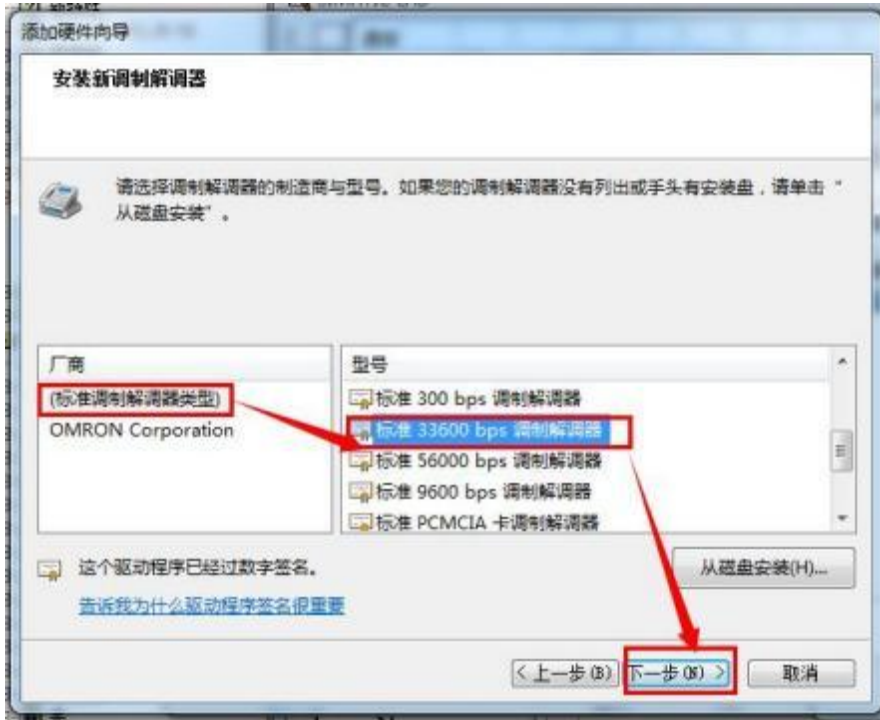 添加硬件向导
安装新调制解调器
请选择调制解调器的制造商与型号。如果您的调制解调器没有列出或手头有安装盘，请单击“
从磁盘安装”。
厂商
型号
(标准调制解调器类型)
标准 300 bps 调制解调器
OMRON Corporation
标准 33600 bps 调制解调器
标准 56000 bps 调制解调器
标准 9600 bps 调制解调器
标准 PCMCIA 卡调制解调器
这个驱动程序已经过数字签名。
从磁盘安装(H)...
告诉我为什么驱动程序签名很重要
< 上一步(B)
下一步(N) >
取消